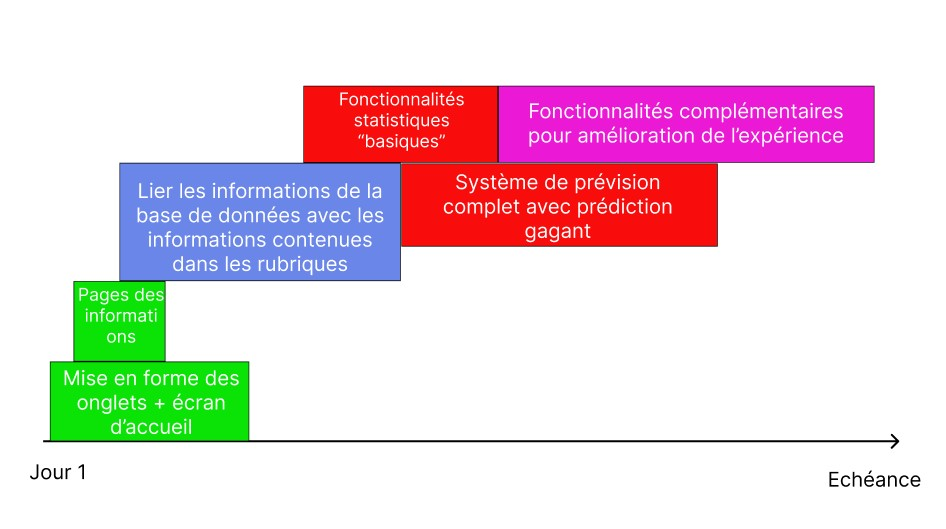 Fonctionnalités
statistiques
“basiques”
Fonctionnalités complémentaires
pour amélioration de l’expérience
Lier les informations de la
base de données avec les
informations contenues
dans les rubriques
Système de prévision
complet avec prédiction
gagant
Pages des
informati
ons
Mise en forme des
onglets + écran
d’accueil
Jour 1
Echéance